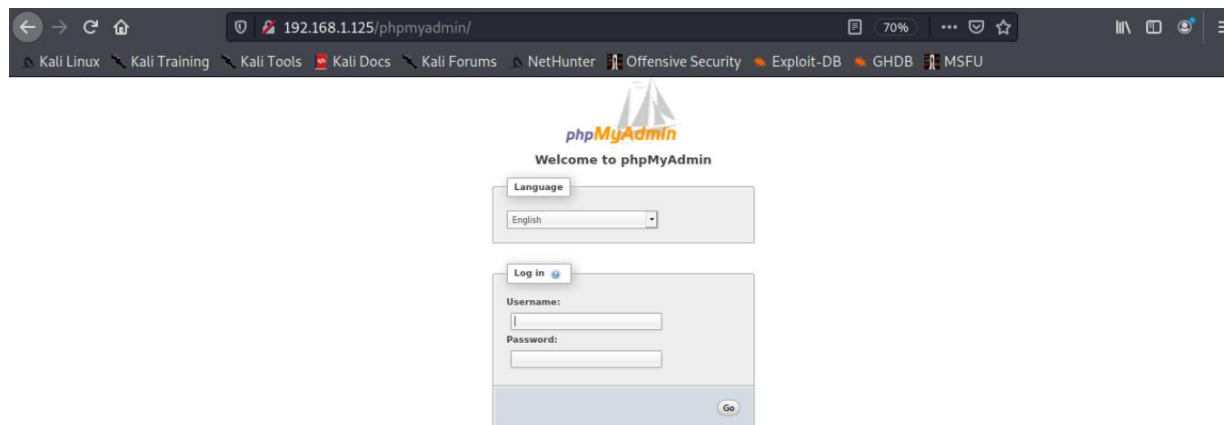 192.168.1.125/phpmyadmin/ 70%
Kali Linux Kali Training Kali Tools Kali Docs Kali Forums NetHunter Offensive Security Exploit-DB GHDB MSFU
phpMyAdmin
Welcome to phpMyAdmin
Language
English
Log in
Username:
Password:
Go